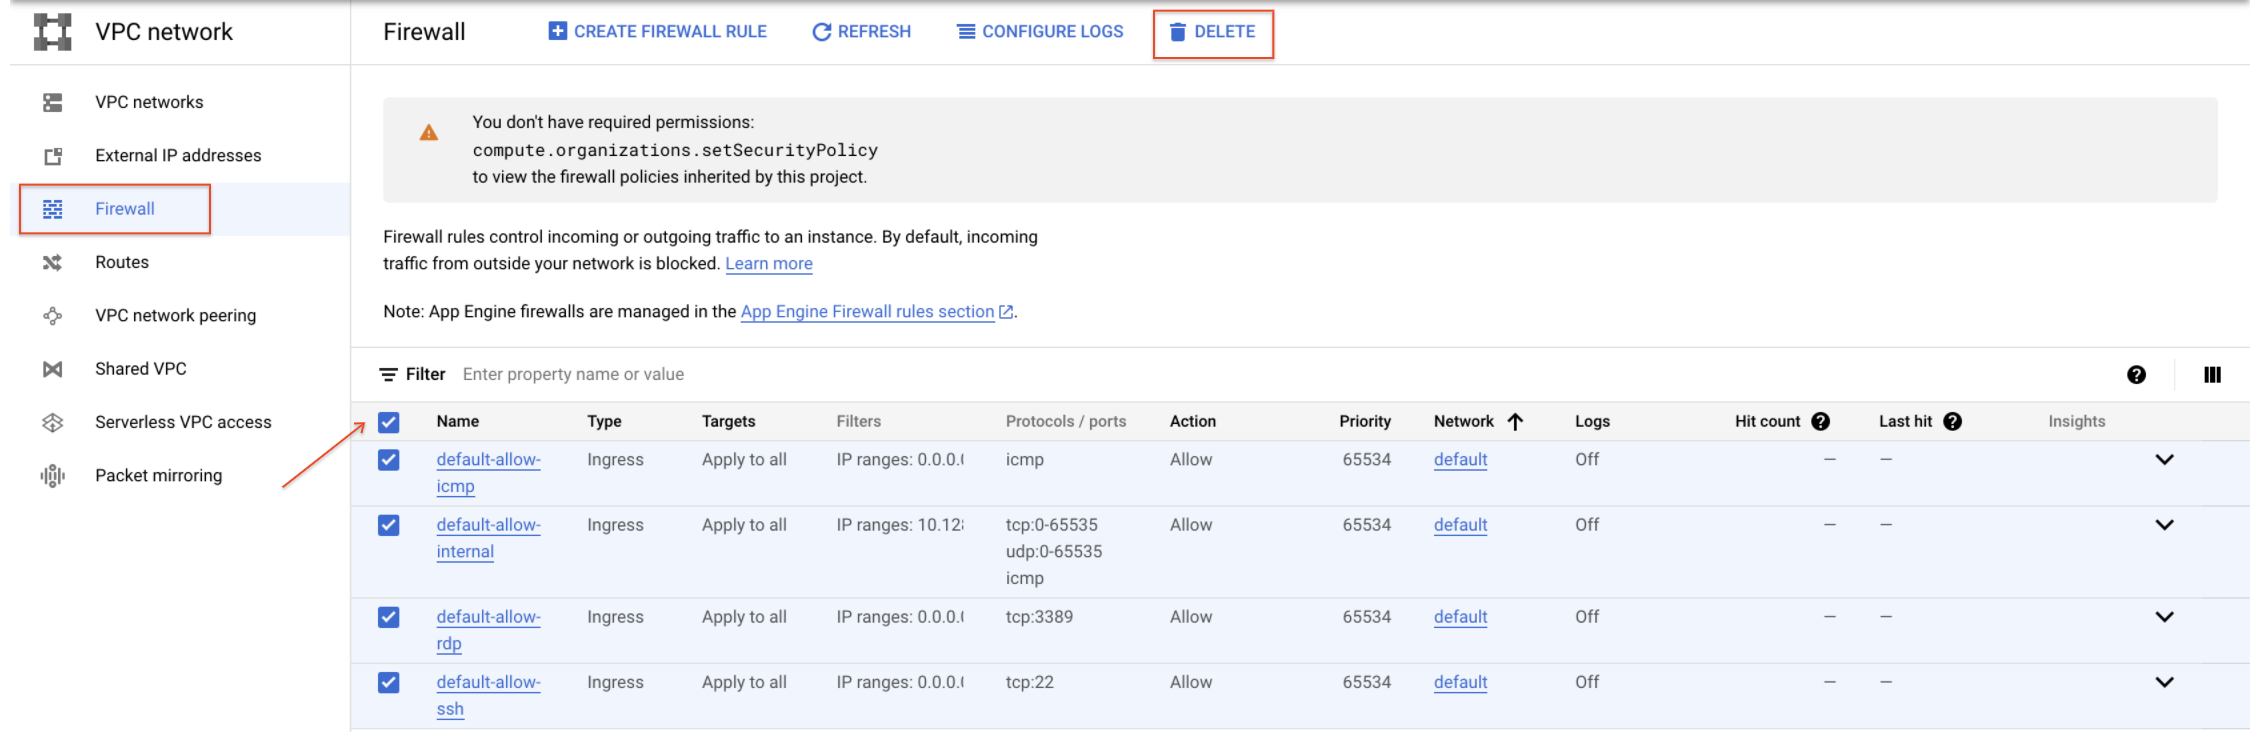 VPC network
Firewall
CREATE FIREWALL RULE
REFRESH
CONFIGURE LOGS
DELETE
VPC networks
External IP addresses
Firewall
Routes
VPC network peering
Shared VPC
Serverless VPC access
Packet mirroring
You don't have required permissions:
compute.organizations.setSecurityPolicy
to view the firewall policies inherited by this project.
Firewall rules control incoming or outgoing traffic to an instance. By default, incoming
traffic from outside your network is blocked. Learn more
Note: App Engine firewalls are managed in the App Engine Firewall rules section.
Filter Enter property name or value
Name Type Targets Filters Protocols / ports Action Priority Network Logs Hit count Last hit Insights
default-allow- Ingress Apply to all IP ranges: 0.0.0. icmp Allow 65534 default Off — —
icmp
default-allow- Ingress Apply to all IP ranges: 10.12 tcp:0-65535 Allow 65534 default Off — —
internal udp:0-65535
icmp
default-allow- Ingress Apply to all IP ranges: 0.0.0. tcp:3389 Allow 65534 default Off — —
rdp
default-allow- Ingress Apply to all IP ranges: 0.0.0. tcp:22 Allow 65534 default Off — —
ssh